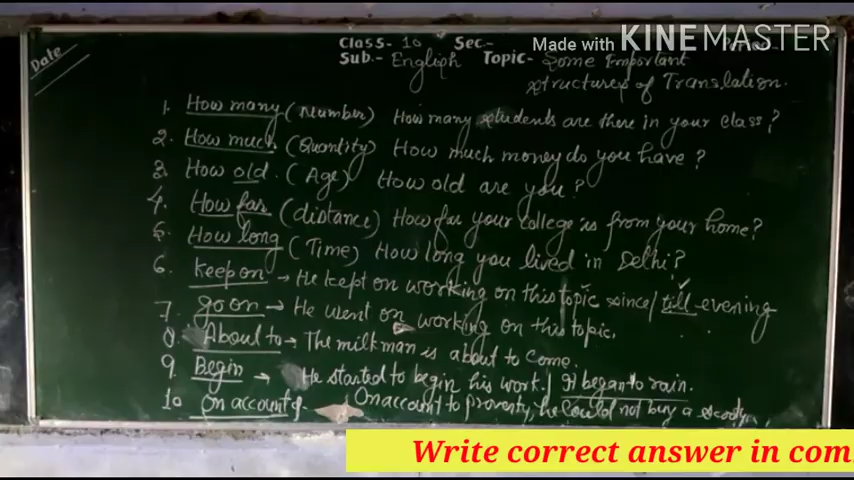 Date
Class- 10 Sec.-
Made with KINEMASTER
Sub.- English Topic- Some Important
structures of Translation.
1. How many (Number) How many students are there in your class?
2. How much (Quantity) How much money do you have?
3. How old. (Age) How old are you?
4. How far (distance) How far your college is from your home?
5. How long (Time) How long you lived in Delhi?
6. Keep on → He kept on working on this topic since/till evening
7. go on → He went on working on this topic.
8. About to → The milkman is about to come.
9. Begin → He started to begin his work./ It began to rain.
10 On account of- On account to proverty, he could not buy a
Write correct answer in com